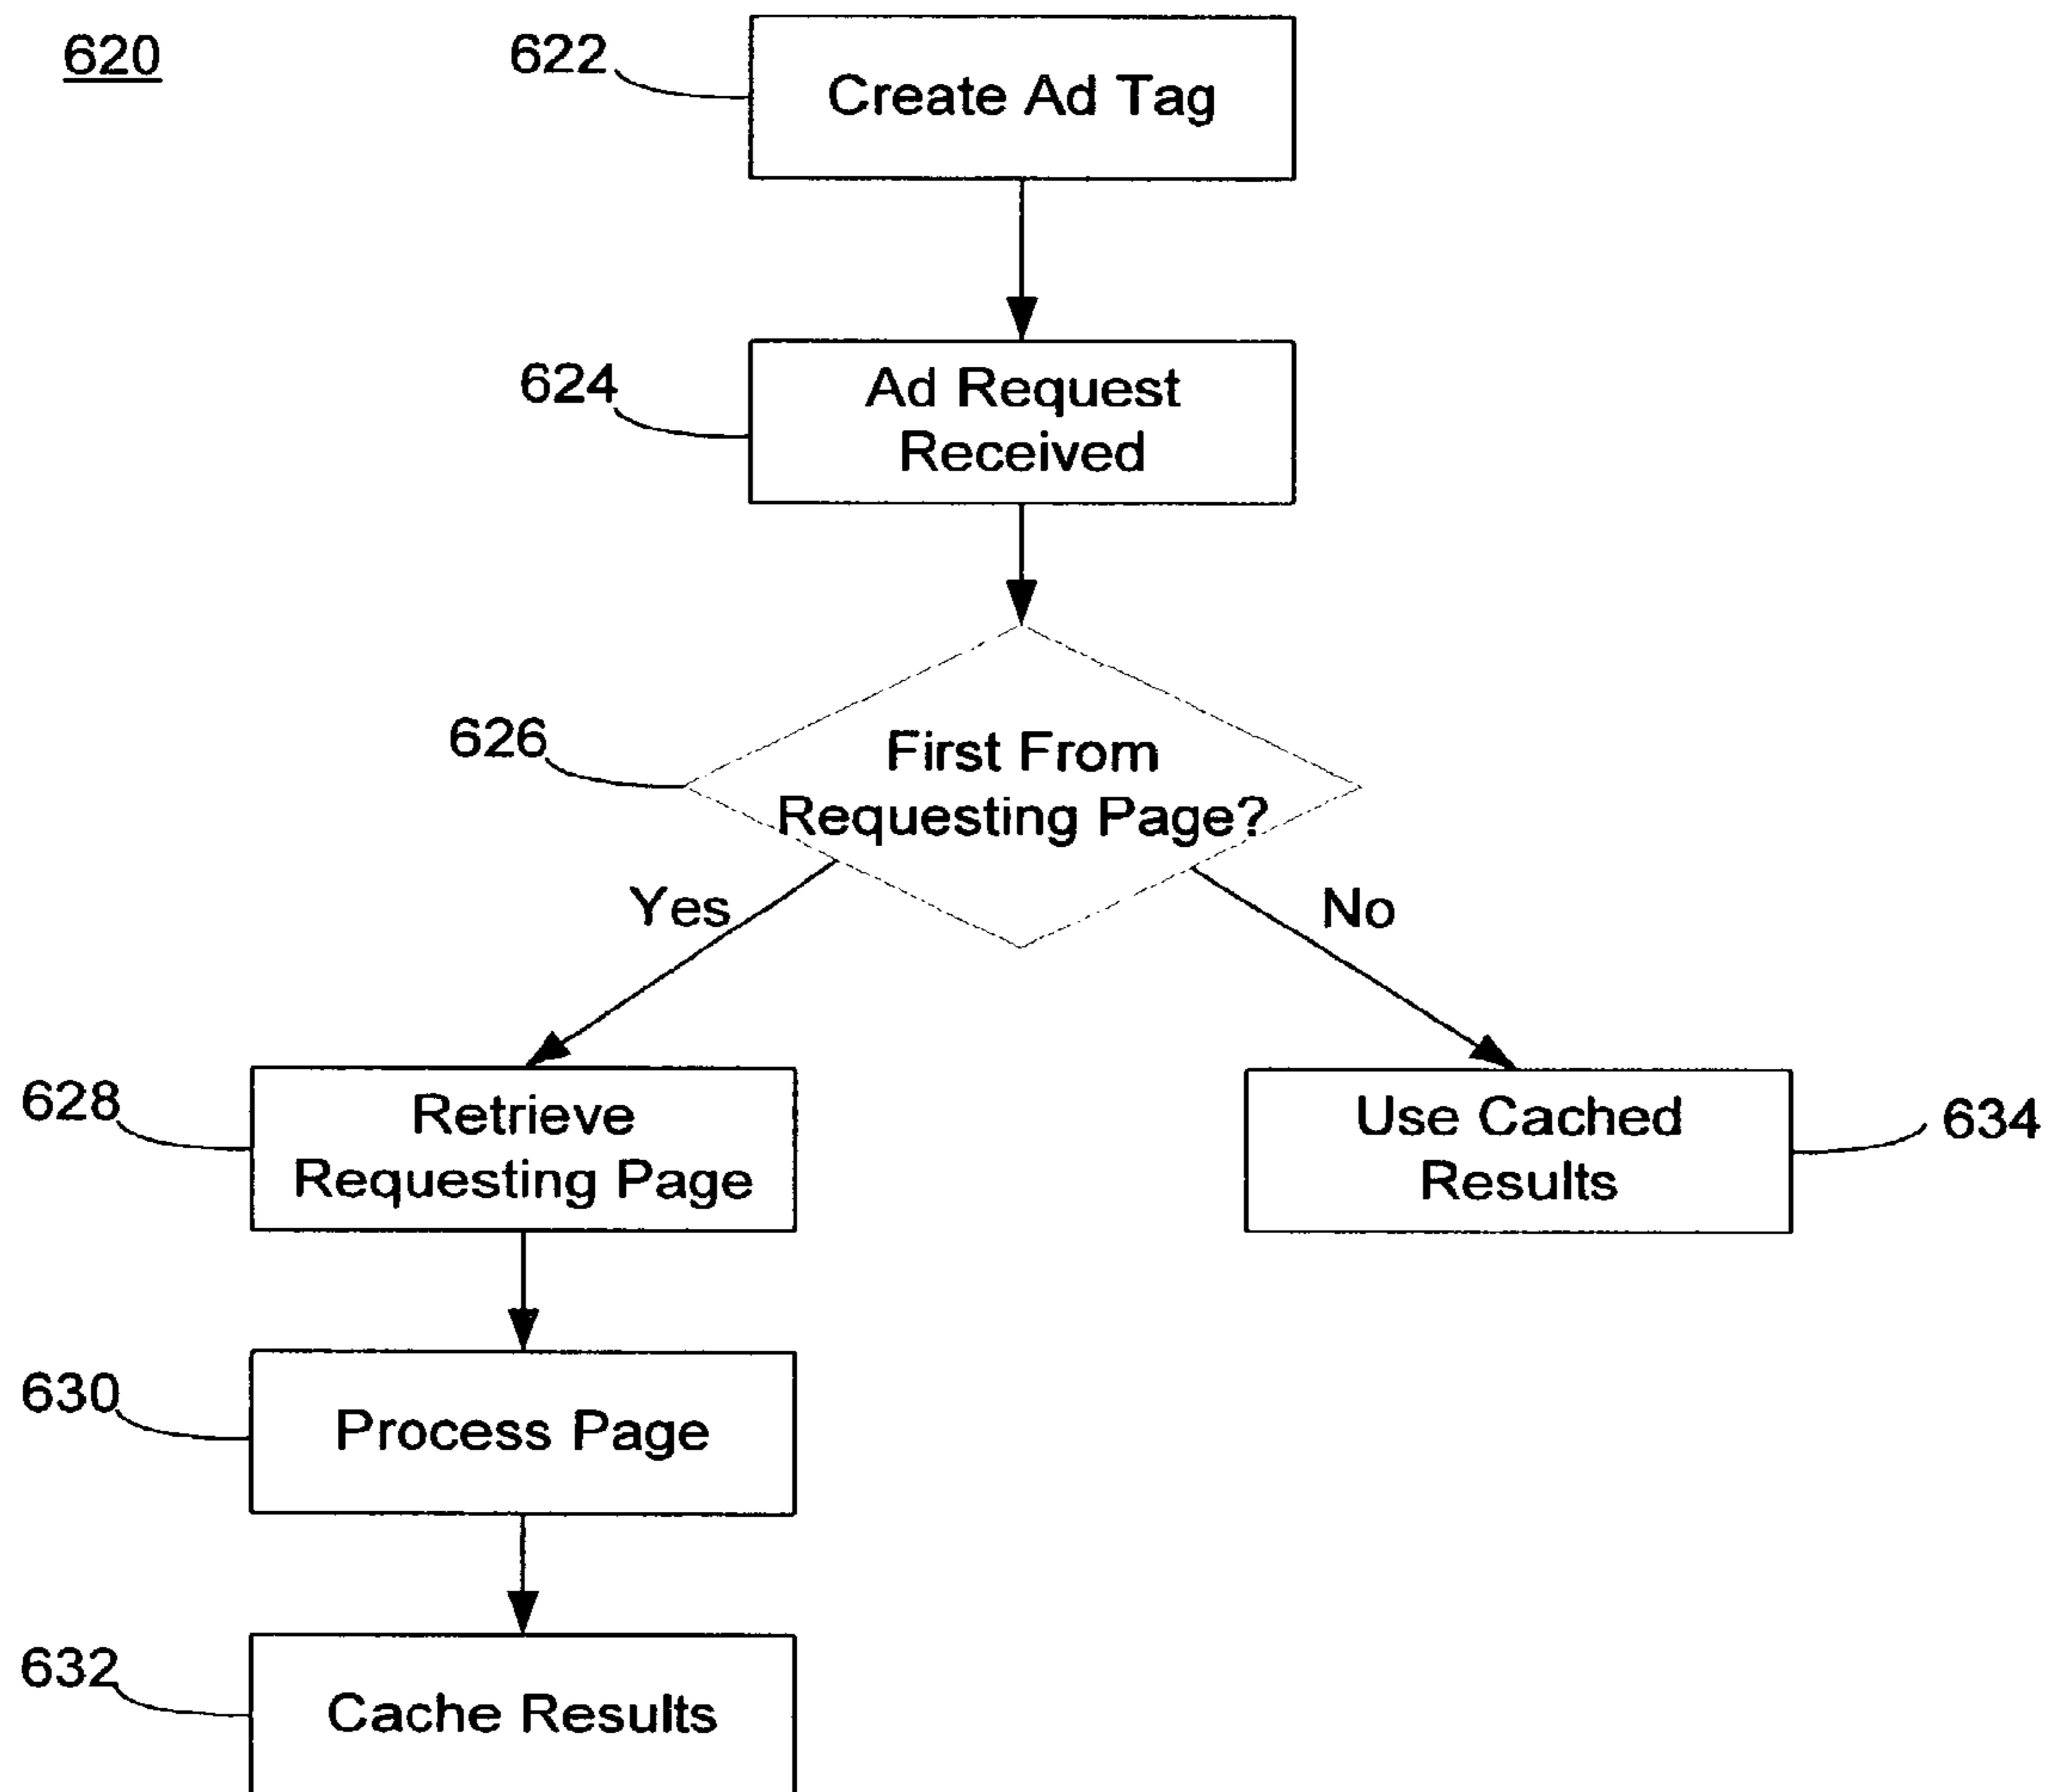 620
622
Create Ad Tag
624
Ad Request
Received
626
First From
Requesting Page?
Yes
No
628
Retrieve
Requesting Page
Use Cached
Results
634
630
Process Page
632
Cache Results